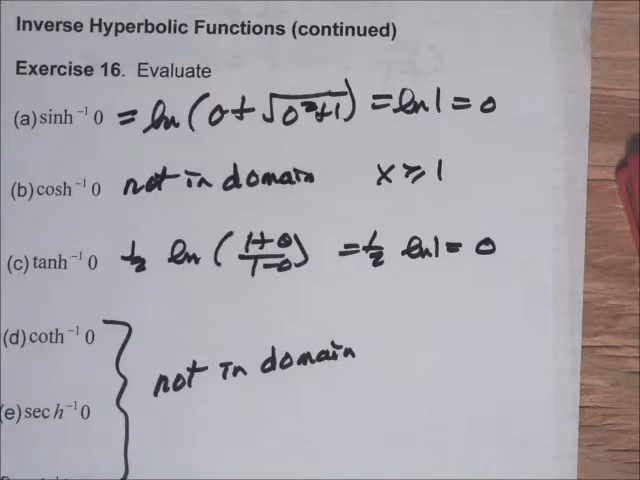 Inverse Hyperbolic Functions (continued)
Exercise 16. Evaluate
(a) sinh⁻¹ 0 = ln(0 + √(0²+1)) = ln 1 = 0
(b) cosh⁻¹ 0 not in domain x ≥ 1
(c) tanh⁻¹ 0 ½ ln((1+0)/(1-0)) = ½ ln 1 = 0
(d) coth⁻¹ 0
not in domain
(e) sec h⁻¹ 0